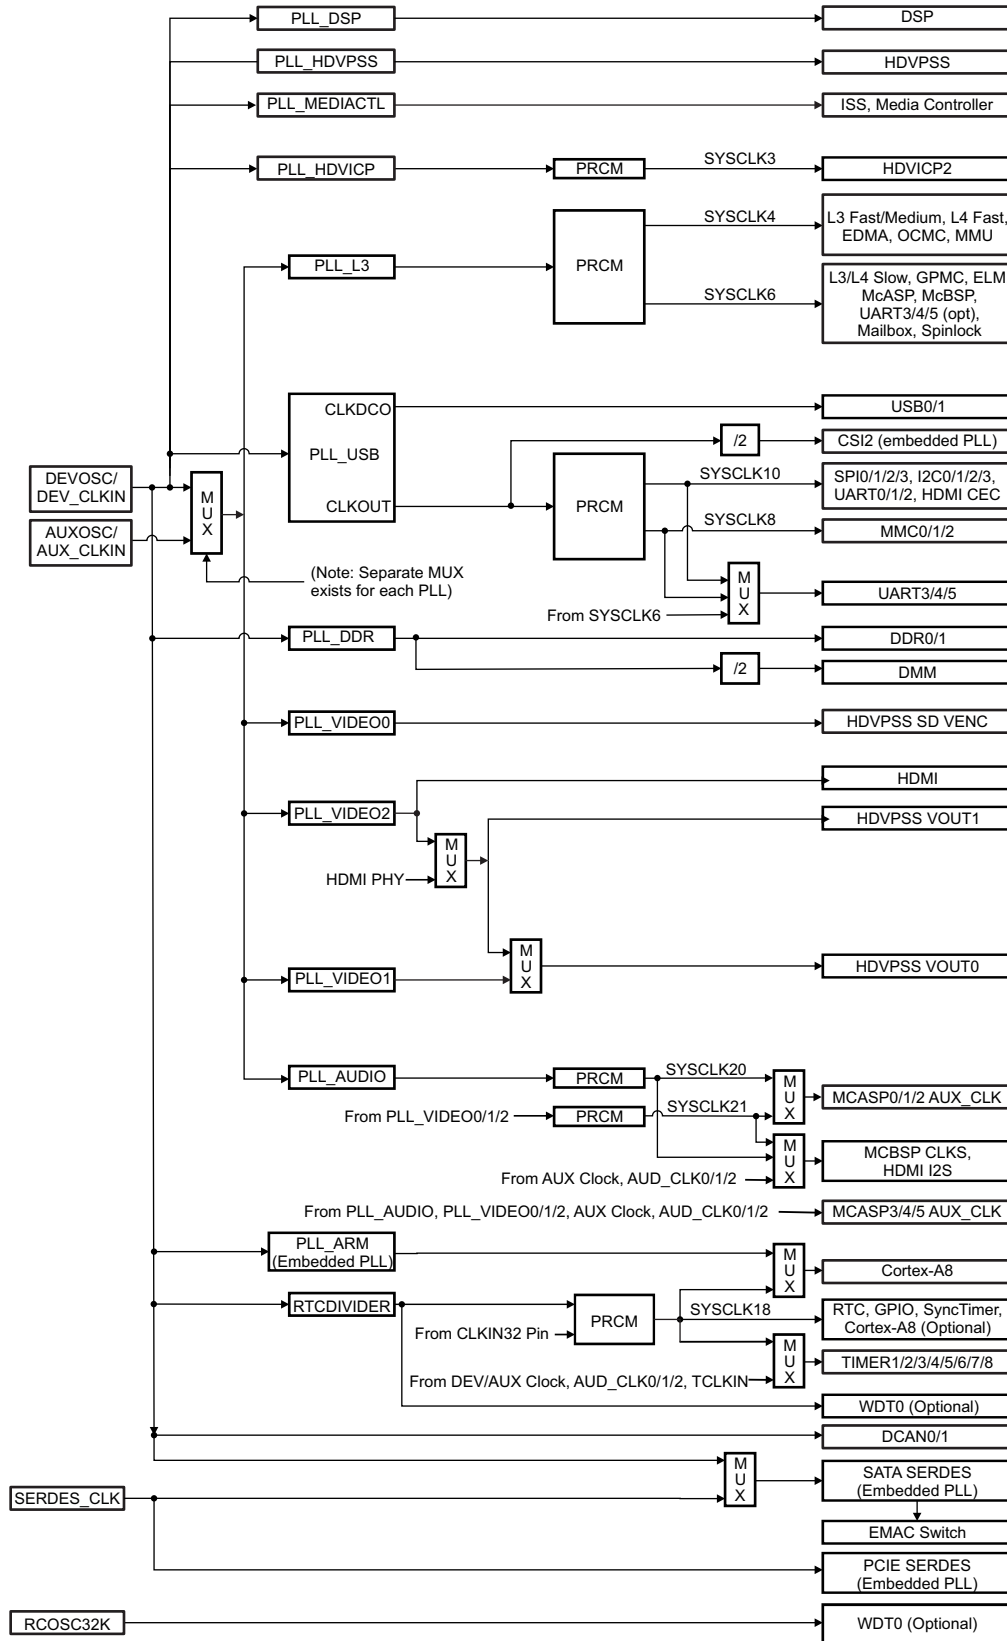 PLL_DSP
DSP
PLL_HDVPSS
HDVPSS
PLL_MEDIACTL
ISS, Media Controller
PLL_HDVICP
PRCM
SYSCLK3
HDVICP2
SYSCLK4
L3 Fast/Medium, L4 Fast,
EDMA, OCMC, MMU
PLL_L3
PRCM
SYSCLK6
L3/L4 Slow, GPMC, ELM
McASP, McBSP,
UART3/4/5 (opt),
Mailbox, Spinlock
CLKDCO
PLL_USB
CLKOUT
USB0/1
/2
CSI2 (embedded PLL)
DEVOSC/
DEV_CLKIN
AUXOSC/
AUX_CLKIN
M
U
X
PRCM
SYSCLK10
SPI0/1/2/3, I2C0/1/2/3,
UART0/1/2, HDMI CEC
SYSCLK8
MMC0/1/2
(Note: Separate MUX
exists for each PLL)
M
U
X
UART3/4/5
From SYSCLK6
PLL_DDR
DDR0/1
/2
DMM
PLL_VIDEO0
HDVPSS SD VENC
HDMI
PLL_VIDEO2
HDVPSS VOUT1
M
U
X
HDMI PHY
M
U
X
HDVPSS VOUT0
PLL_VIDEO1
PLL_AUDIO
PRCM
SYSCLK20
M
U
X
MCASP0/1/2 AUX_CLK
From PLL_VIDEO0/1/2
PRCM
SYSCLK21
M
U
X
MCBSP CLKS,
HDMI I2S
From AUX Clock, AUD_CLK0/1/2
From PLL_AUDIO, PLL_VIDEO0/1/2, AUX Clock, AUD_CLK0/1/2
MCASP3/4/5 AUX_CLK
PLL_ARM
(Embedded PLL)
M
U
X
Cortex-A8
RTCDIVIDER
PRCM
SYSCLK18
RTC, GPIO, SyncTimer,
Cortex-A8 (Optional)
From CLKIN32 Pin
M
U
X
TIMER1/2/3/4/5/6/7/8
From DEV/AUX Clock, AUD_CLK0/1/2, TCLKIN
WDT0 (Optional)
DCAN0/1
M
U
X
SATA SERDES
(Embedded PLL)
SERDES_CLK
EMAC Switch
PCIE SERDES
(Embedded PLL)
RCOSC32K
WDT0 (Optional)